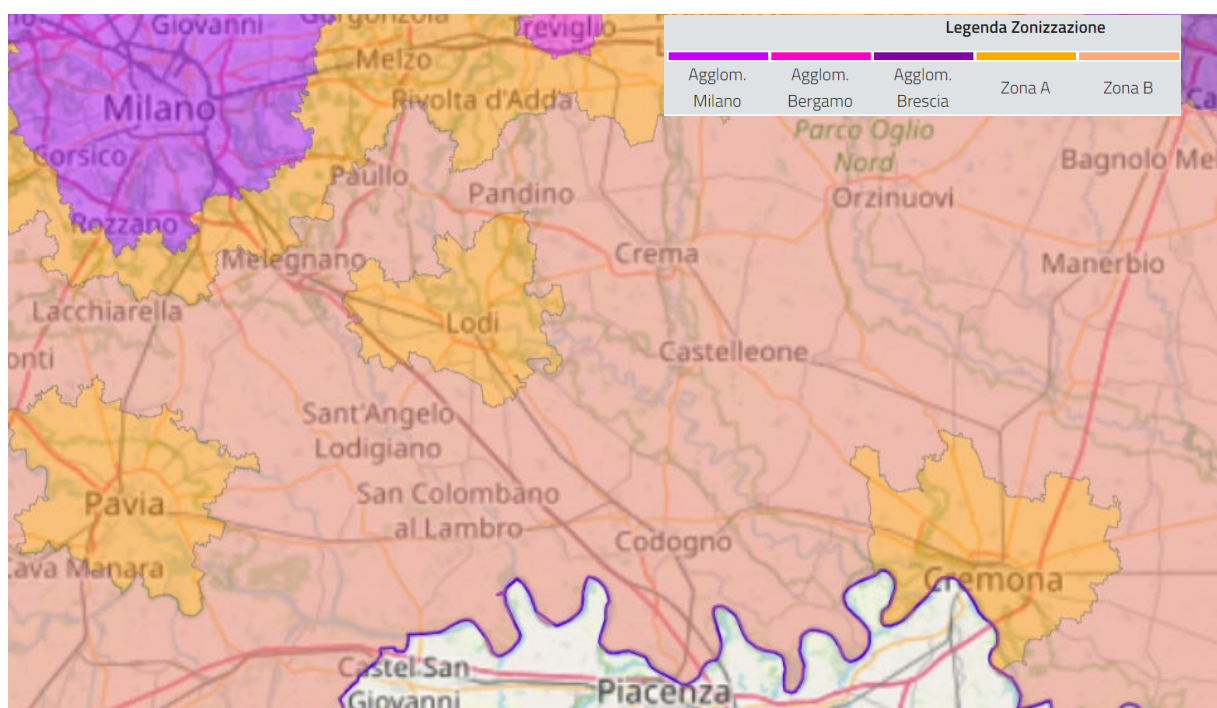 Giovanni
Gorgonzola
Treviglio
Legenda Zonizzazione
Melzo
Agglom.
Milano
Agglom.
Bergamo
Agglom.
Brescia
Zona A
Zona B
Milano
Rivolta d'Adda
Parco Oglio
Nord
Corsico
Paullo
Pandino
Orzinuovi
Bagnolo Me
Rozzano
Melegnano
Crema
Manerbio
Lacchiarella
Lodi
onti
Castelleone
Sant'Angelo
Lodigiano
Pavia
San Colombano
al Lambro
Codogno
Cava Manara
Cremona
Castel San
Giovanni
Piacenza